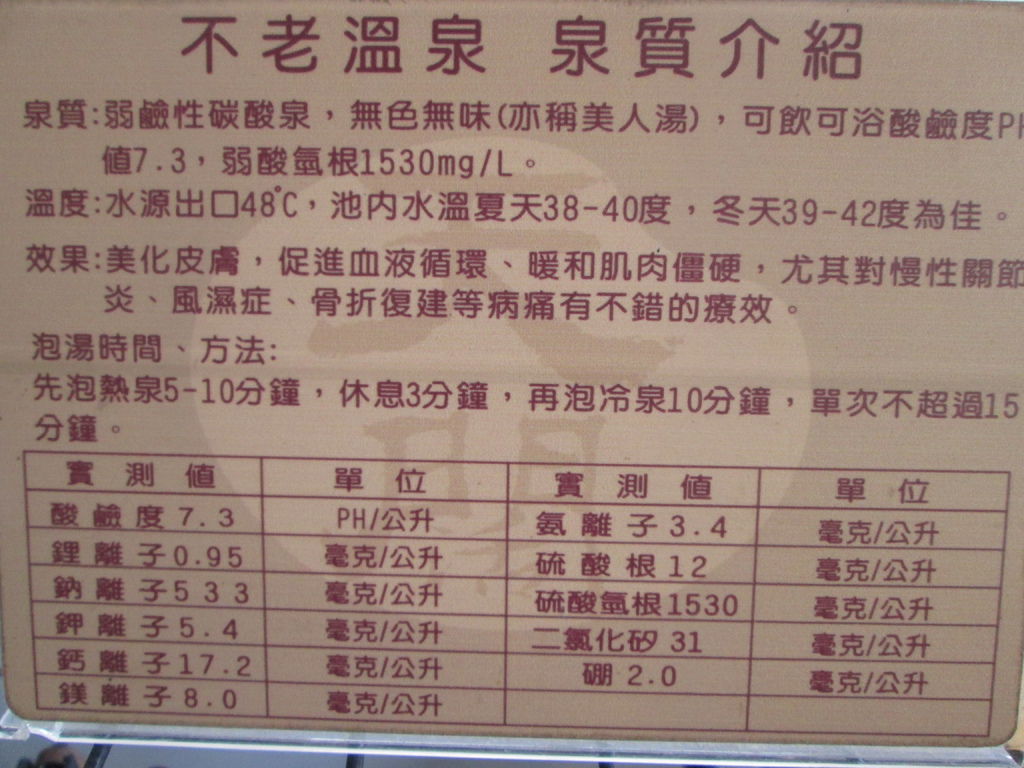 不老溫泉 泉質介紹
泉質:弱鹼性碳酸泉，無色無味(亦稱美人湯)，可飲可浴酸鹼度PH
值7.3，弱酸氫根1530mg/L。
溫度:水源出口48°C，池內水溫夏天38-40度，冬天39-42度為佳。
效果:美化皮膚，促進血液循環、暖和肌肉僵硬，尤其對慢性關節
炎、風濕症、骨折復建等病痛有不錯的療效。
泡湯時間、方法:
先泡熱泉5-10分鐘，休息3分鐘，再泡冷泉10分鐘，單次不超過15
分鐘。
實測值 單位 實測值 單位
酸鹼度7.3 PH/公升 氨離子3.4 毫克/公升
鋰離子0.95 毫克/公升 硫酸根12 毫克/公升
鈉離子533 毫克/公升 硫酸氫根1530 毫克/公升
鉀離子5.4 毫克/公升 二氯化矽31 毫克/公升
鈣離子17.2 毫克/公升 硼2.0 毫克/公升
鎂離子8.0 毫克/公升